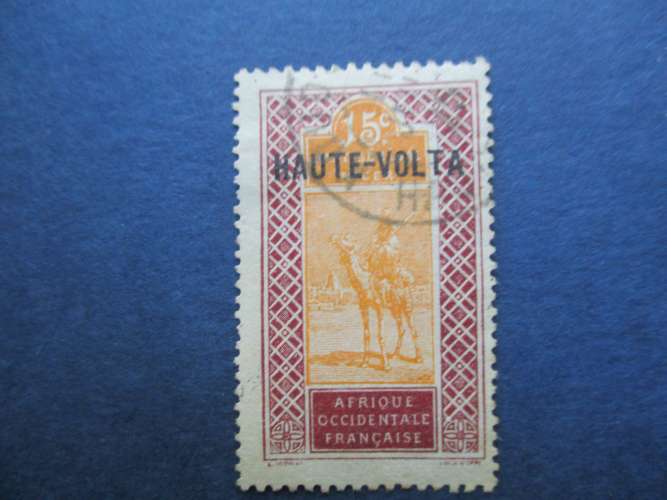 15c
HAUTE-VOLTA
AFRIQUE
OCCIDENTALE
FRANÇAISE